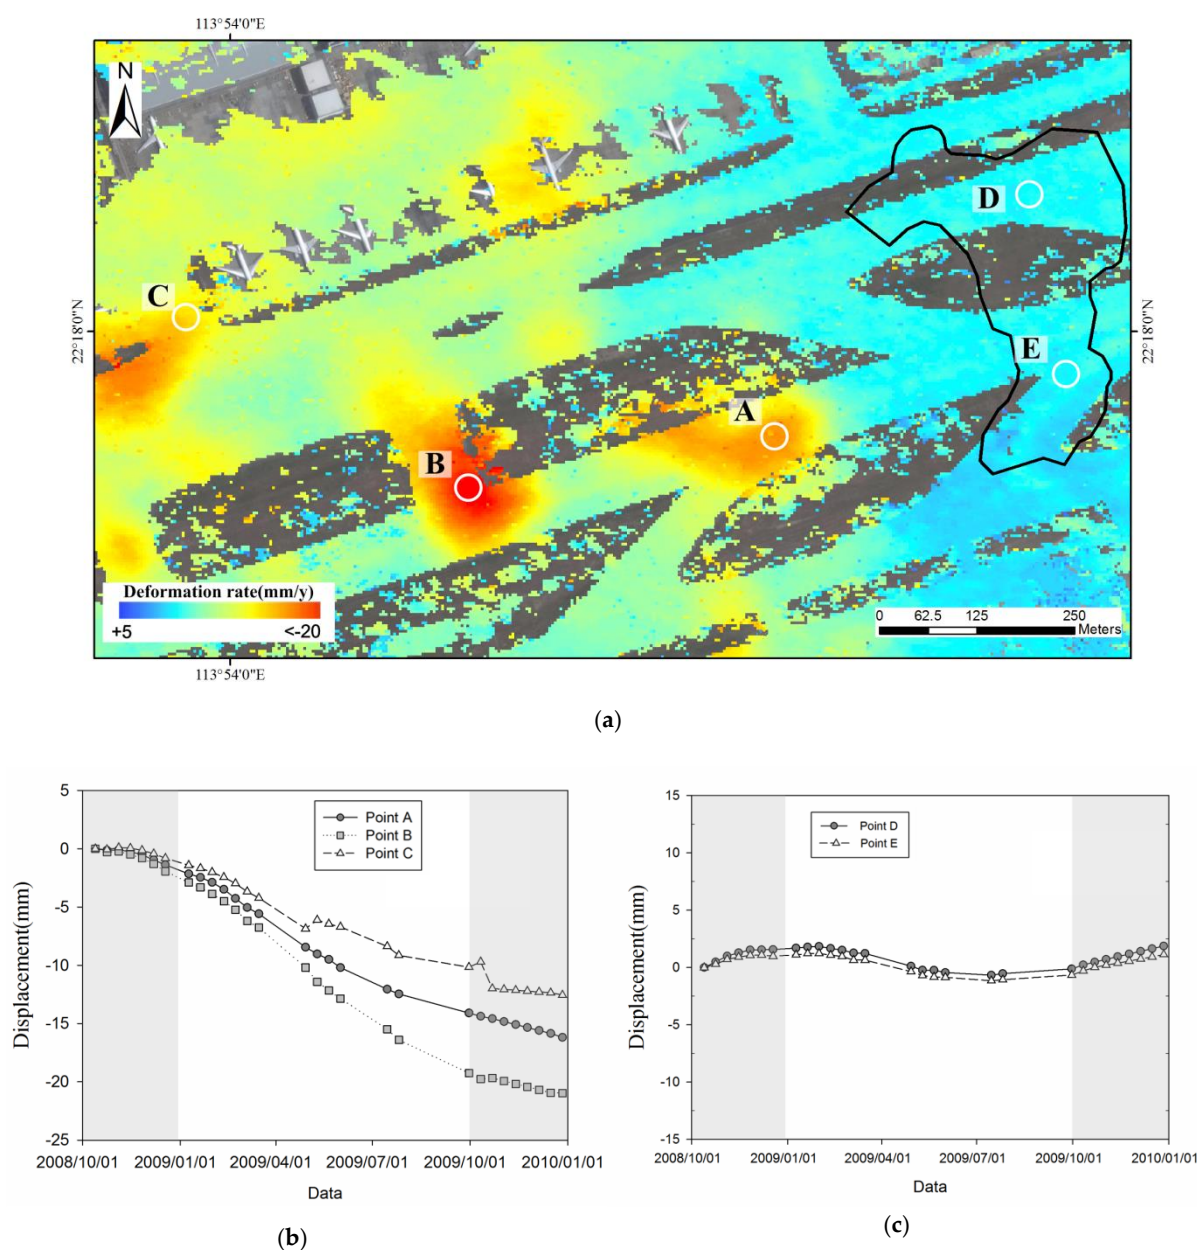 113°54'0"E
N
D
C
22°18'0"N
22°18'0"N
E
A
B
Deformation rate(mm/y)
+5 <-20
0 62.5 125 250
Meters
113°54'0"E
(a)
5
0
-5
-10
-15
-20
-25
Displacement(mm)
Point A
Point B
Point C
2008/10/01 2009/01/01 2009/04/01 2009/07/01 2009/10/01 2010/01/01
Data
(b)
15
10
5
0
-5
-10
-15
Displacement(mm)
Point D
Point E
2008/10/01 2009/01/01 2009/04/01 2009/07/01 2009/10/01 2010/01/01
Data
(c)